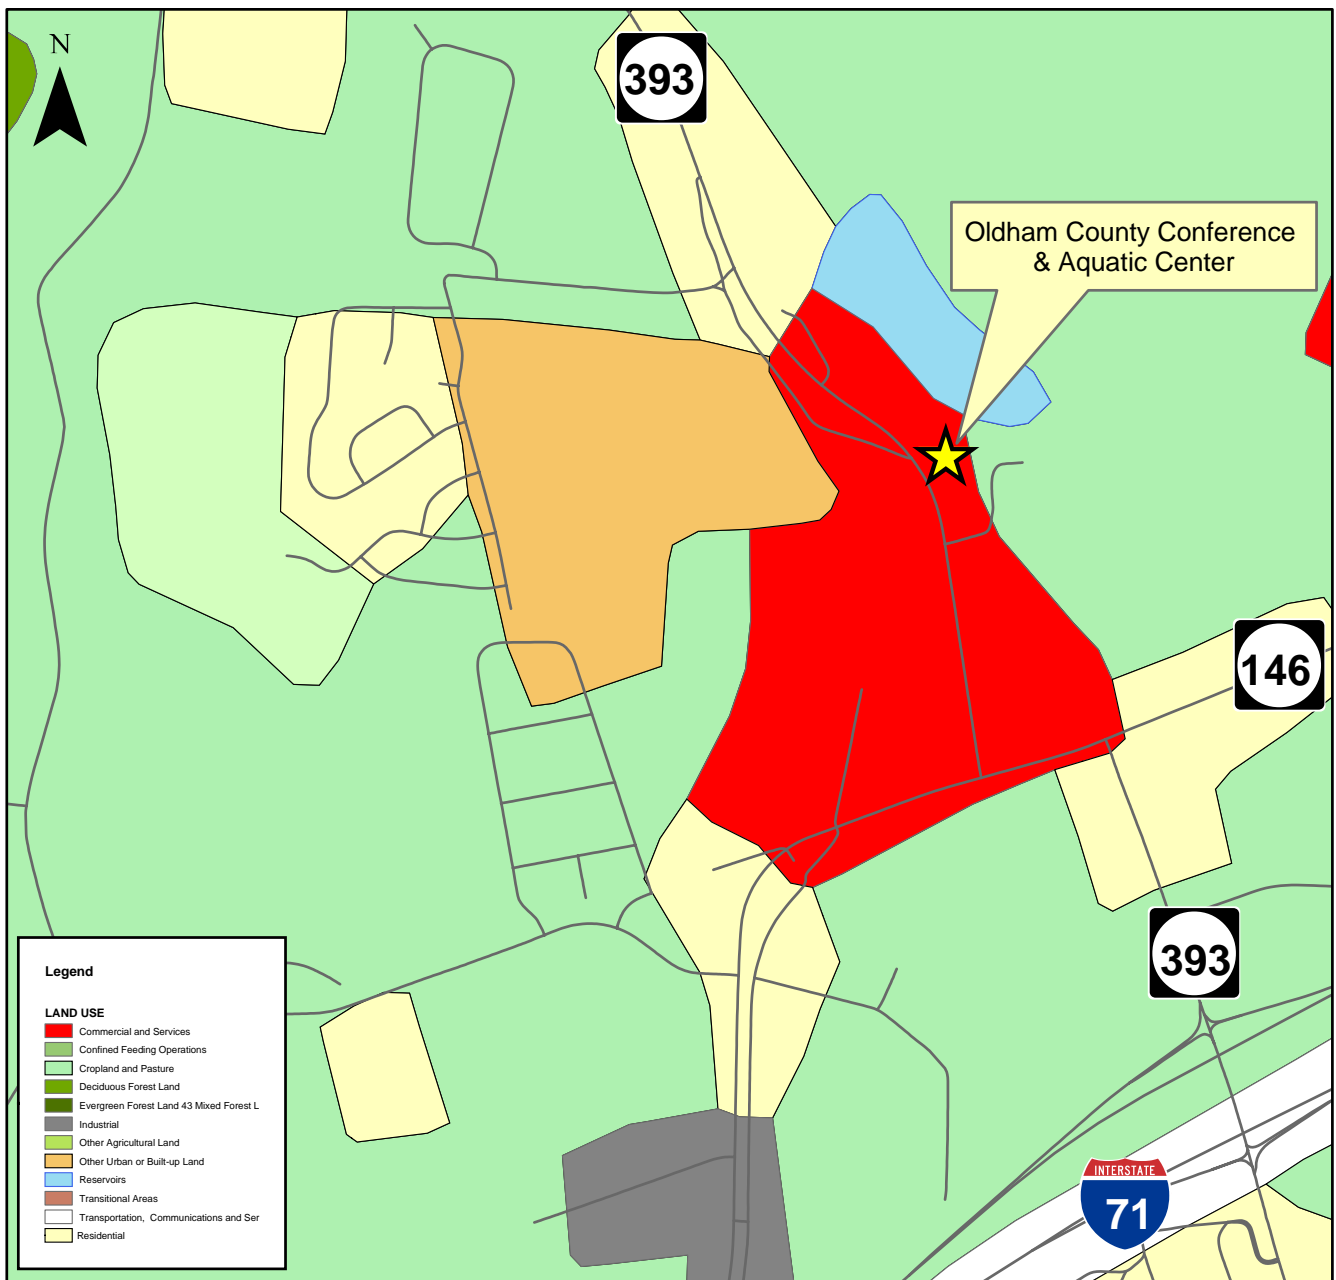 N
393
Oldham County Conference
& Aquatic Center
146
393
INTERSTATE
71
Legend
LAND USE
Commercial and Services
Confined Feeding Operations
Cropland and Pasture
Deciduous Forest Land
Evergreen Forest Land 43 Mixed Forest L
Industrial
Other Agricultural Land
Other Urban or Built-up Land
Reservoirs
Transitional Areas
Transportation, Communications and Ser
Residential